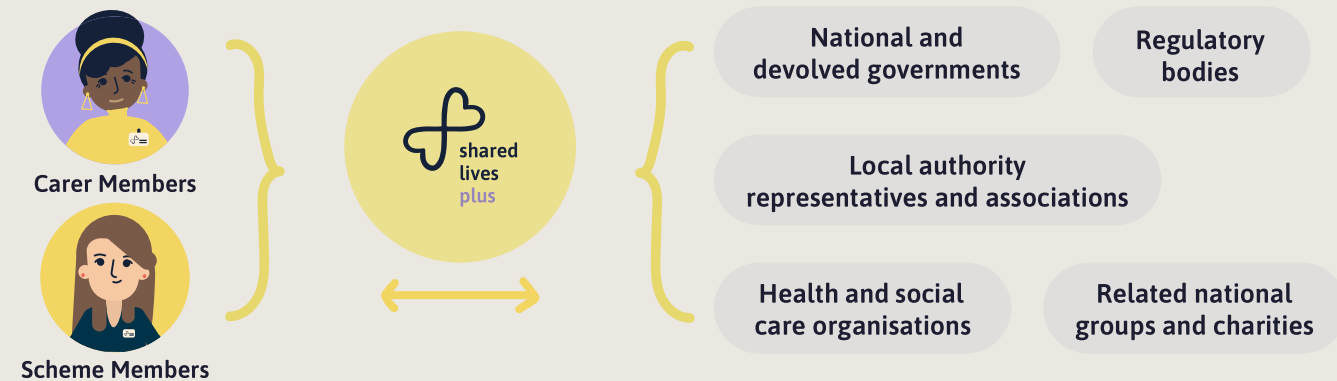 Carer Members
Scheme Members
shared
lives
plus
National and
devolved governments
Regulatory
bodies
Local authority
representatives and associations
Health and social
care organisations
Related national
groups and charities